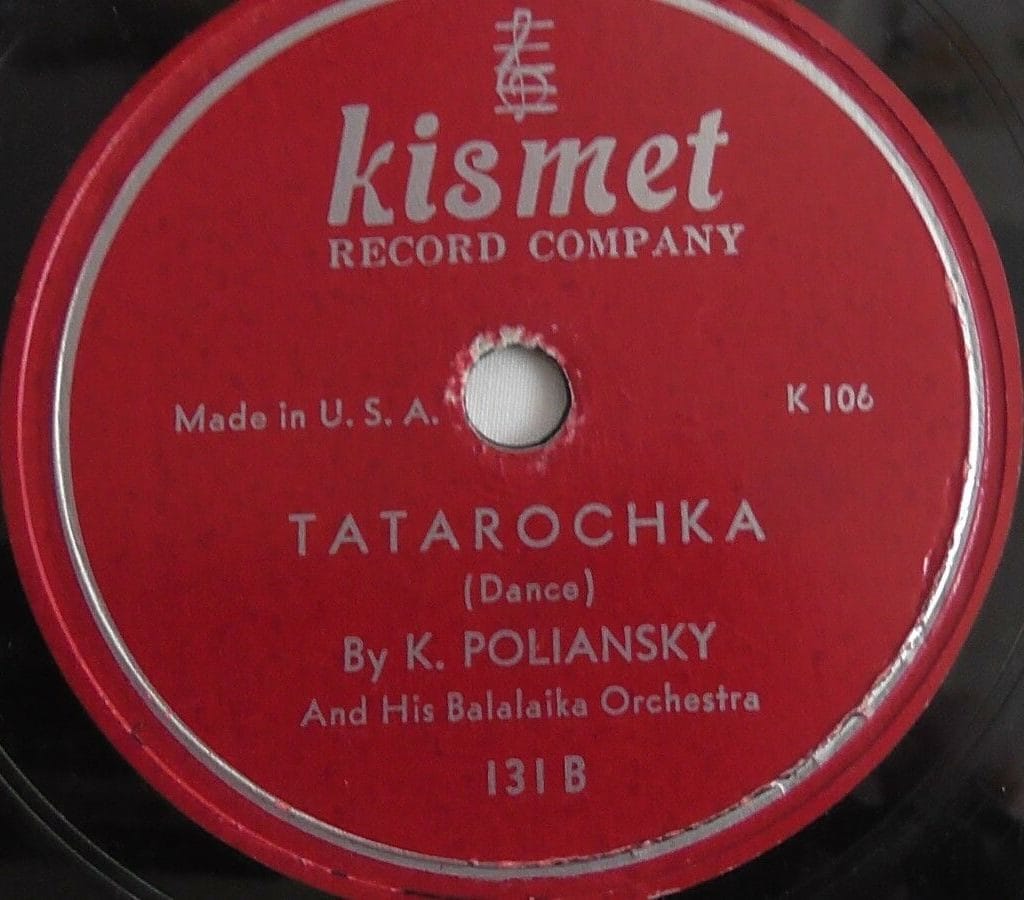 kismet
RECORD COMPANY
Made in U. S. A.
K 106
TATAROCHKA
(Dance)
By K. POLIANSKY
And His Balalaika Orchestra
131 B